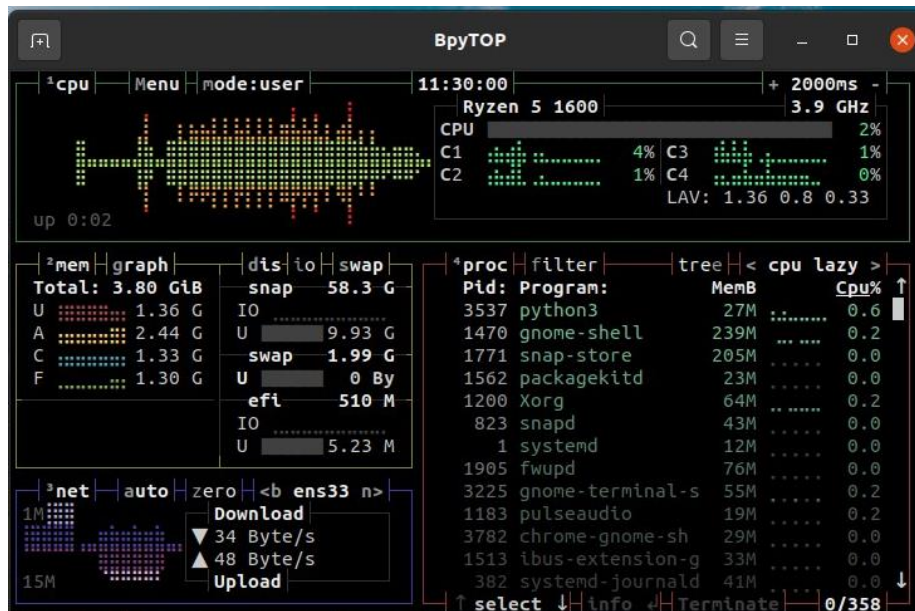 BpyTOP
¹cpu Menu mode:user 11:30:00 + 2000ms -
Ryzen 5 1600 3.9 GHz
CPU 2%
C1 4% C3 1%
C2 1% C4 0%
LAV: 1.36 0.8 0.33
up 0:02
²mem graph dis io swap
Total: 3.80 GiB
U 1.36 G
A 2.44 G
C 1.33 G
F 1.30 G
snap 58.3 G
IO
U 9.93 G
swap 1.99 G
U 0 By
efi 510 M
IO
U 5.23 M
³net auto zero <b ens33 n>
1M
Download
▼ 34 Byte/s
▲ 48 Byte/s
Upload
15M
⁴proc filter tree < cpu lazy >
Pid: Program: MemB Cpu% ↑
3537 python3 27M 0.6
1470 gnome-shell 239M 0.2
1771 snap-store 205M 0.0
1562 packagekitd 23M 0.0
1200 Xorg 64M 0.2
823 snapd 43M 0.0
1 systemd 12M 0.0
1905 fwupd 76M 0.0
3225 gnome-terminal-s 55M 0.2
1183 pulseaudio 19M 0.2
3782 chrome-gnome-sh 29M 0.0
1513 ibus-extension-g 33M 0.0
382 systemd-journald 41M 0.0 ↓
↑ select ↓ info ↲ Terminate 0/358